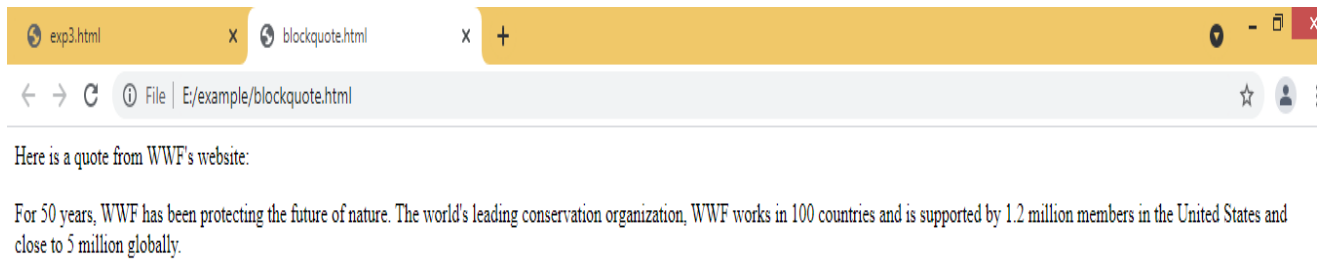 exp3.html
blockquote.html
File
E:/example/blockquote.html
Here is a quote from WWF's website:
For 50 years, WWF has been protecting the future of nature. The world's leading conservation organization, WWF works in 100 countries and is supported by 1.2 million members in the United States and
close to 5 million globally.